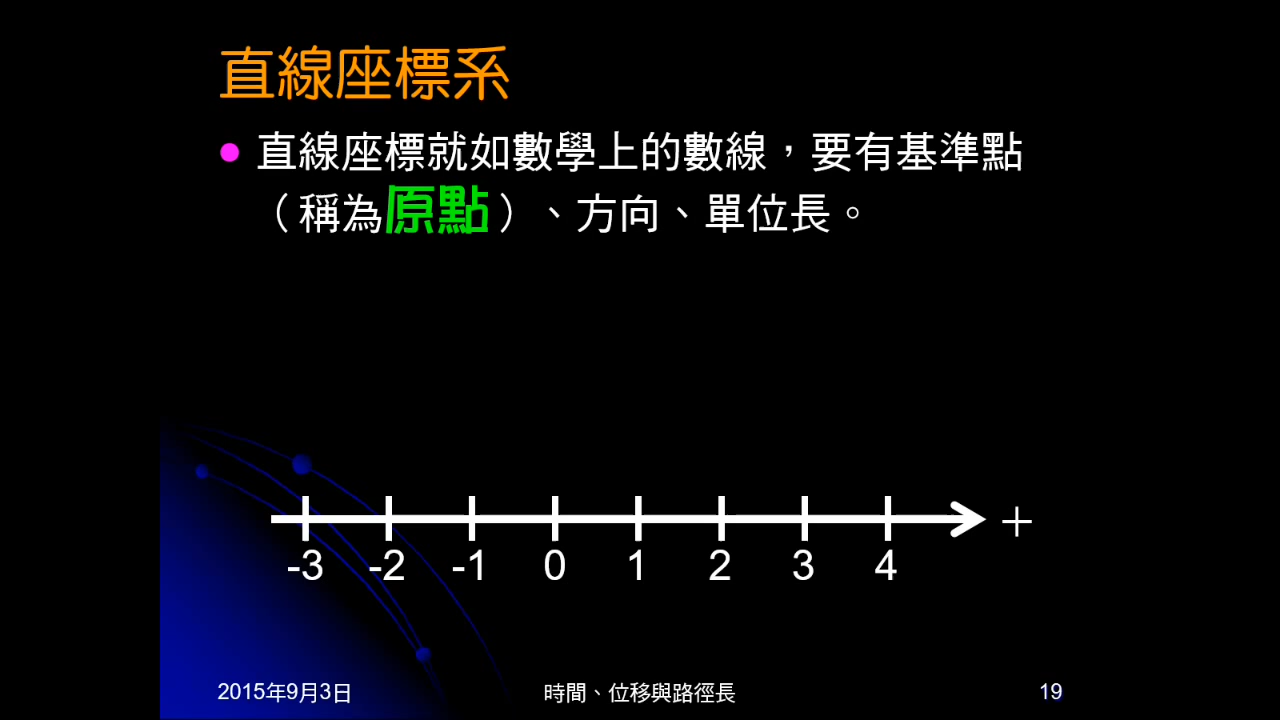 直線座標系
直線座標就如數學上的數線，要有基準點
（稱為原點）、方向、單位長。
+
-3 -2 -1 0 1 2 3 4
2015年9月3日 時間、位移與路徑長 19